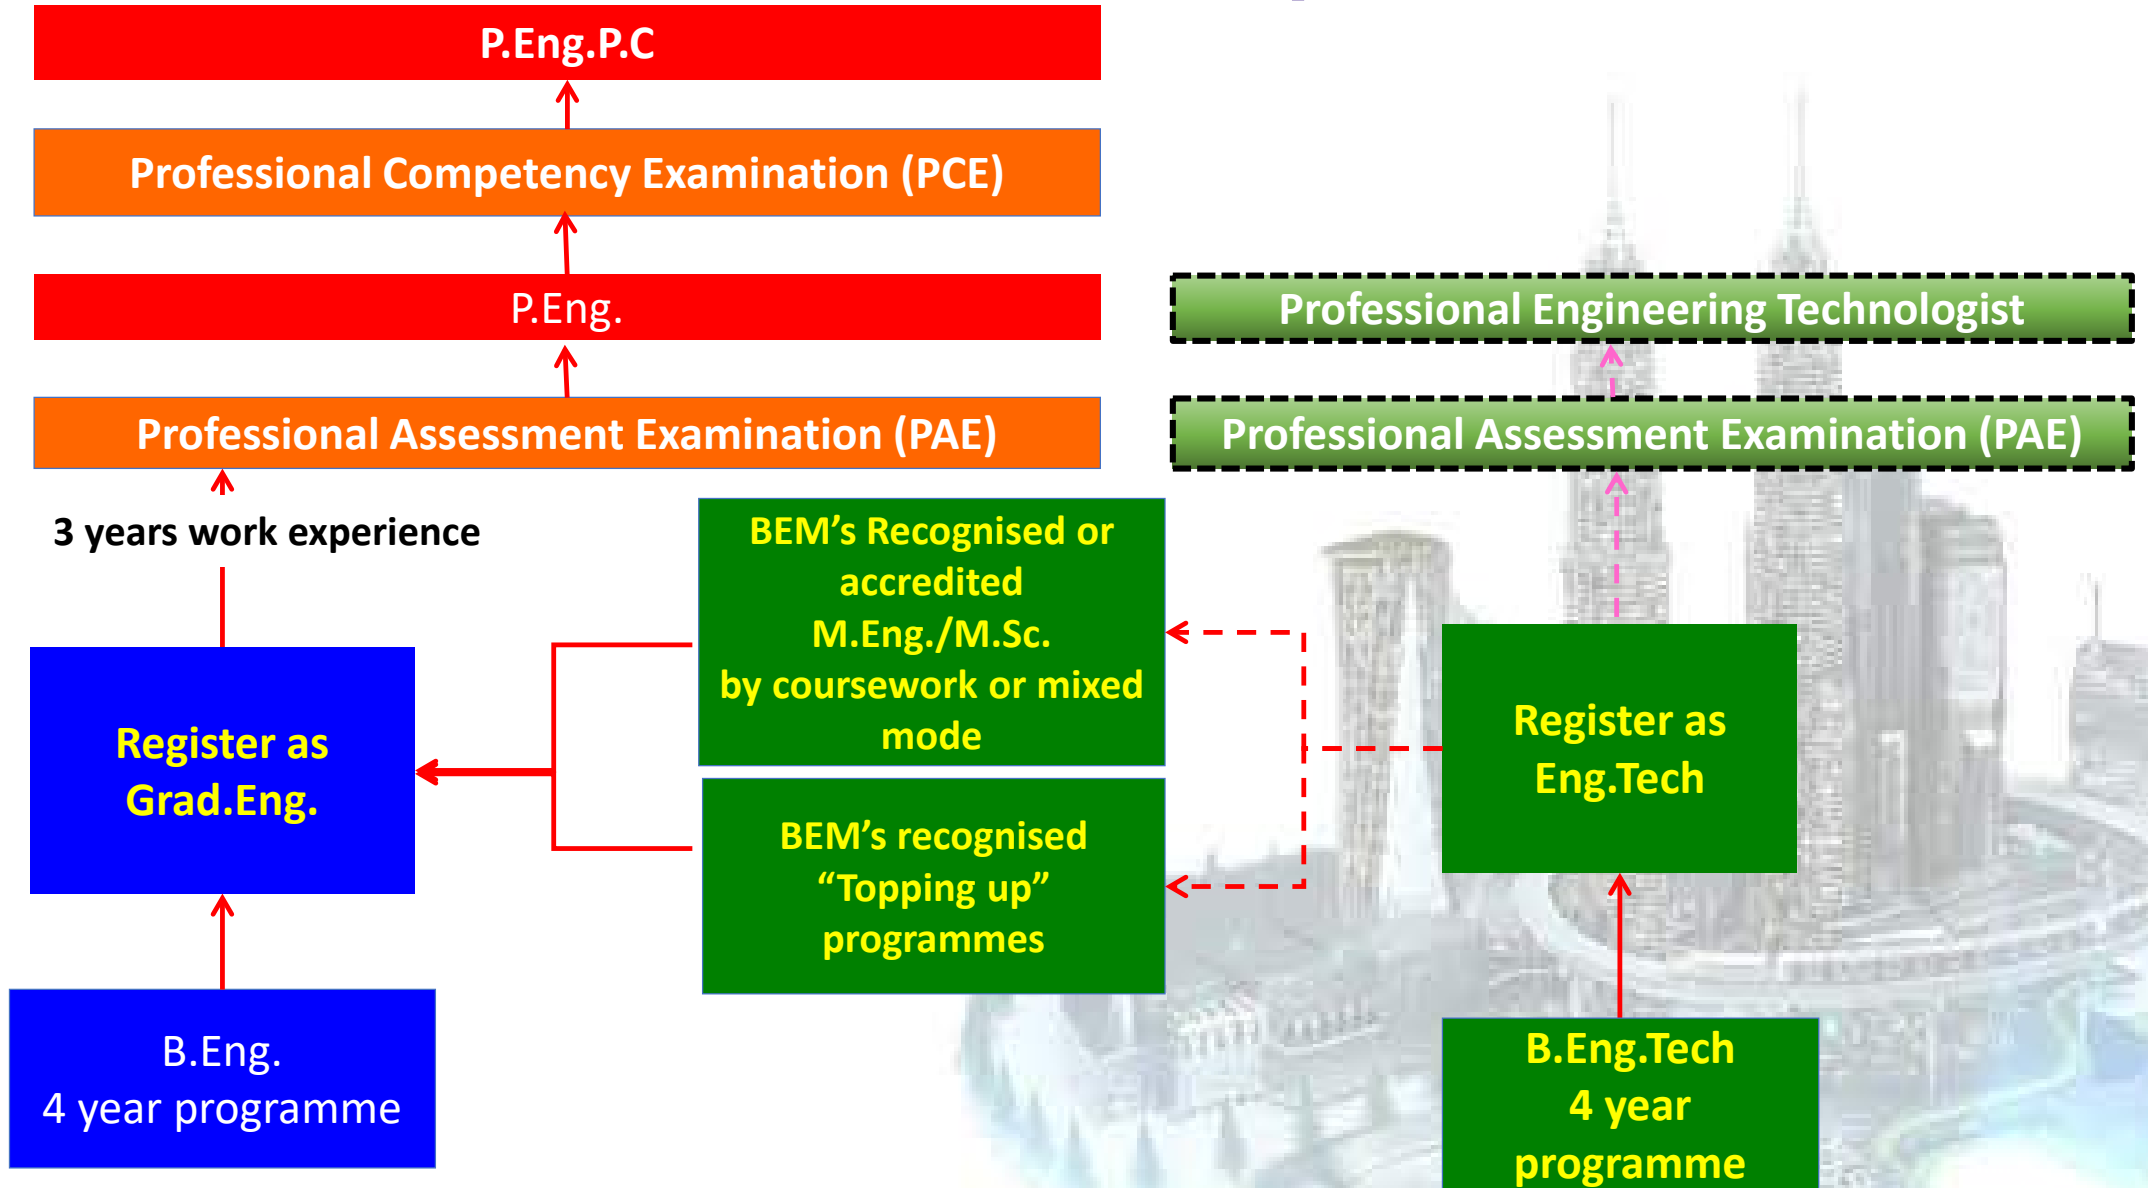 P.Eng.P.C
Professional Competency Examination (PCE)
P.Eng.
Professional Assessment Examination (PAE)
3 years work experience
Register as
Grad.Eng.
B.Eng.
4 year programme
BEM’s Recognised or
accredited
M.Eng./M.Sc.
by coursework or mixed
mode
BEM’s recognised
“Topping up”
programmes
Professional Engineering Technologist
Professional Assessment Examination (PAE)
Register as
Eng.Tech
B.Eng.Tech
4 year
programme